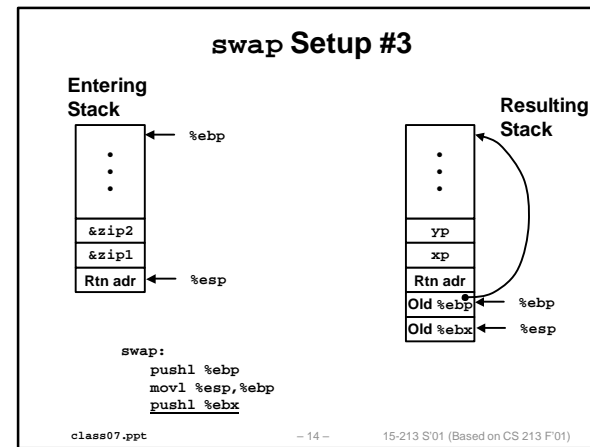 swap Setup #3
Entering
Stack
%ebp
•
•
•
&zip2
&zip1
Rtn adr
%esp
Resulting
Stack
•
•
•
yp
xp
Rtn adr
Old %ebp
%ebp
Old %ebx
%esp
swap:
pushl %ebp
movl %esp,%ebp
pushl %ebx
class07.ppt
– 14 –
15-213 S'01 (Based on CS 213 F'01)